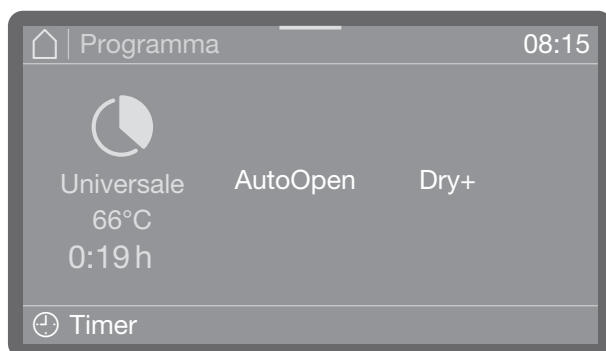 Programma 08:15
Universale AutoOpen Dry+
66°C
0:19 h
Timer